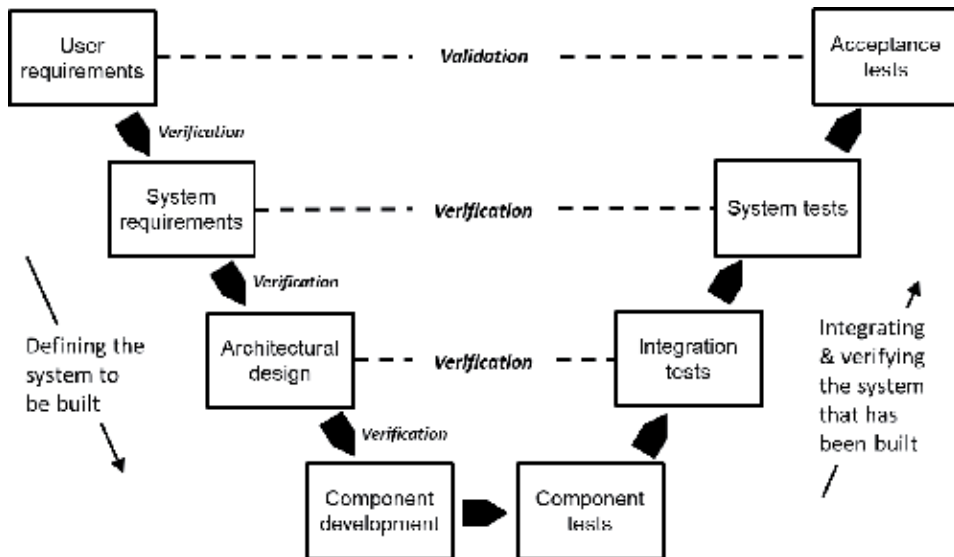 User
requirements
Validation
Acceptance
tests
Verification
System
requirements
Verification
System tests
Verification
Defining the
system to
be built
Architectural
design
Verification
Integration
tests
Integrating
& verifying
the system
that has
been built
Verification
Component
development
Component
tests